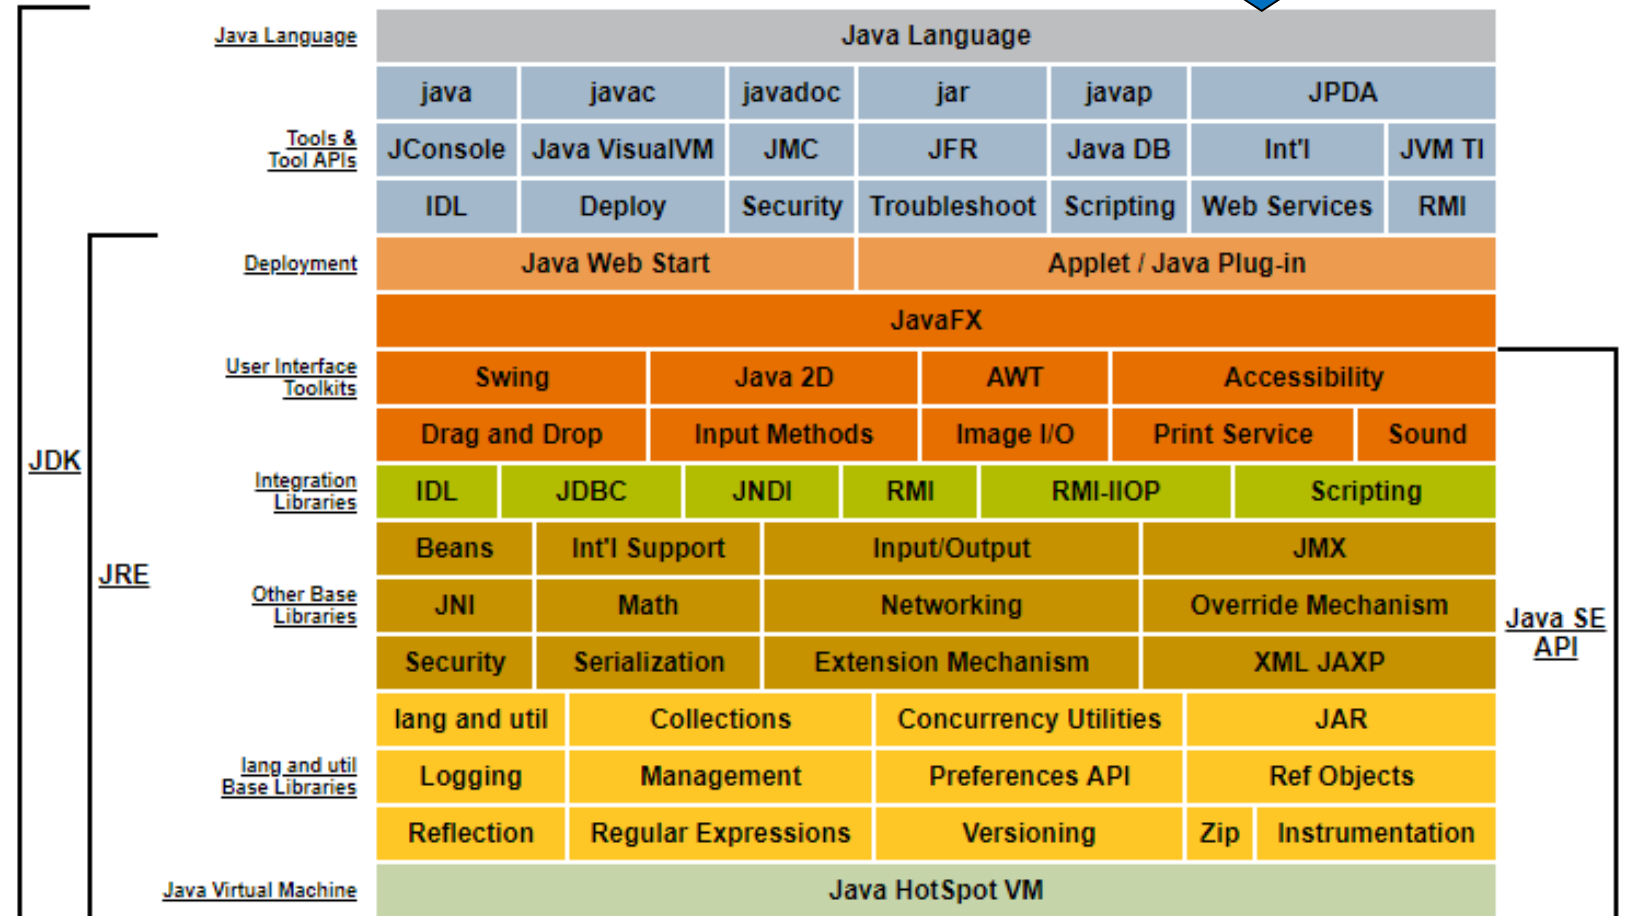 Java Language
Java Language
java javac javadoc jar javap JPDA
Tools &
Tool APIs
JConsole Java VisualVM JMC JFR Java DB Int'l JVM TI
IDL Deploy Security Troubleshoot Scripting Web Services RMI
Deployment
Java Web Start Applet / Java Plug-in
JavaFX
User Interface
Toolkits
Swing Java 2D AWT Accessibility
Drag and Drop Input Methods Image I/O Print Service Sound
JDK
Integration
Libraries
IDL JDBC JNDI RMI RMI-IIOP Scripting
Beans Int'l Support Input/Output JMX
JRE
Other Base
Libraries
JNI Math Networking Override Mechanism
Java SE
API
Security Serialization Extension Mechanism XML JAXP
lang and util Collections Concurrency Utilities JAR
lang and util
Base Libraries
Logging Management Preferences API Ref Objects
Reflection Regular Expressions Versioning Zip Instrumentation
Java Virtual Machine
Java HotSpot VM